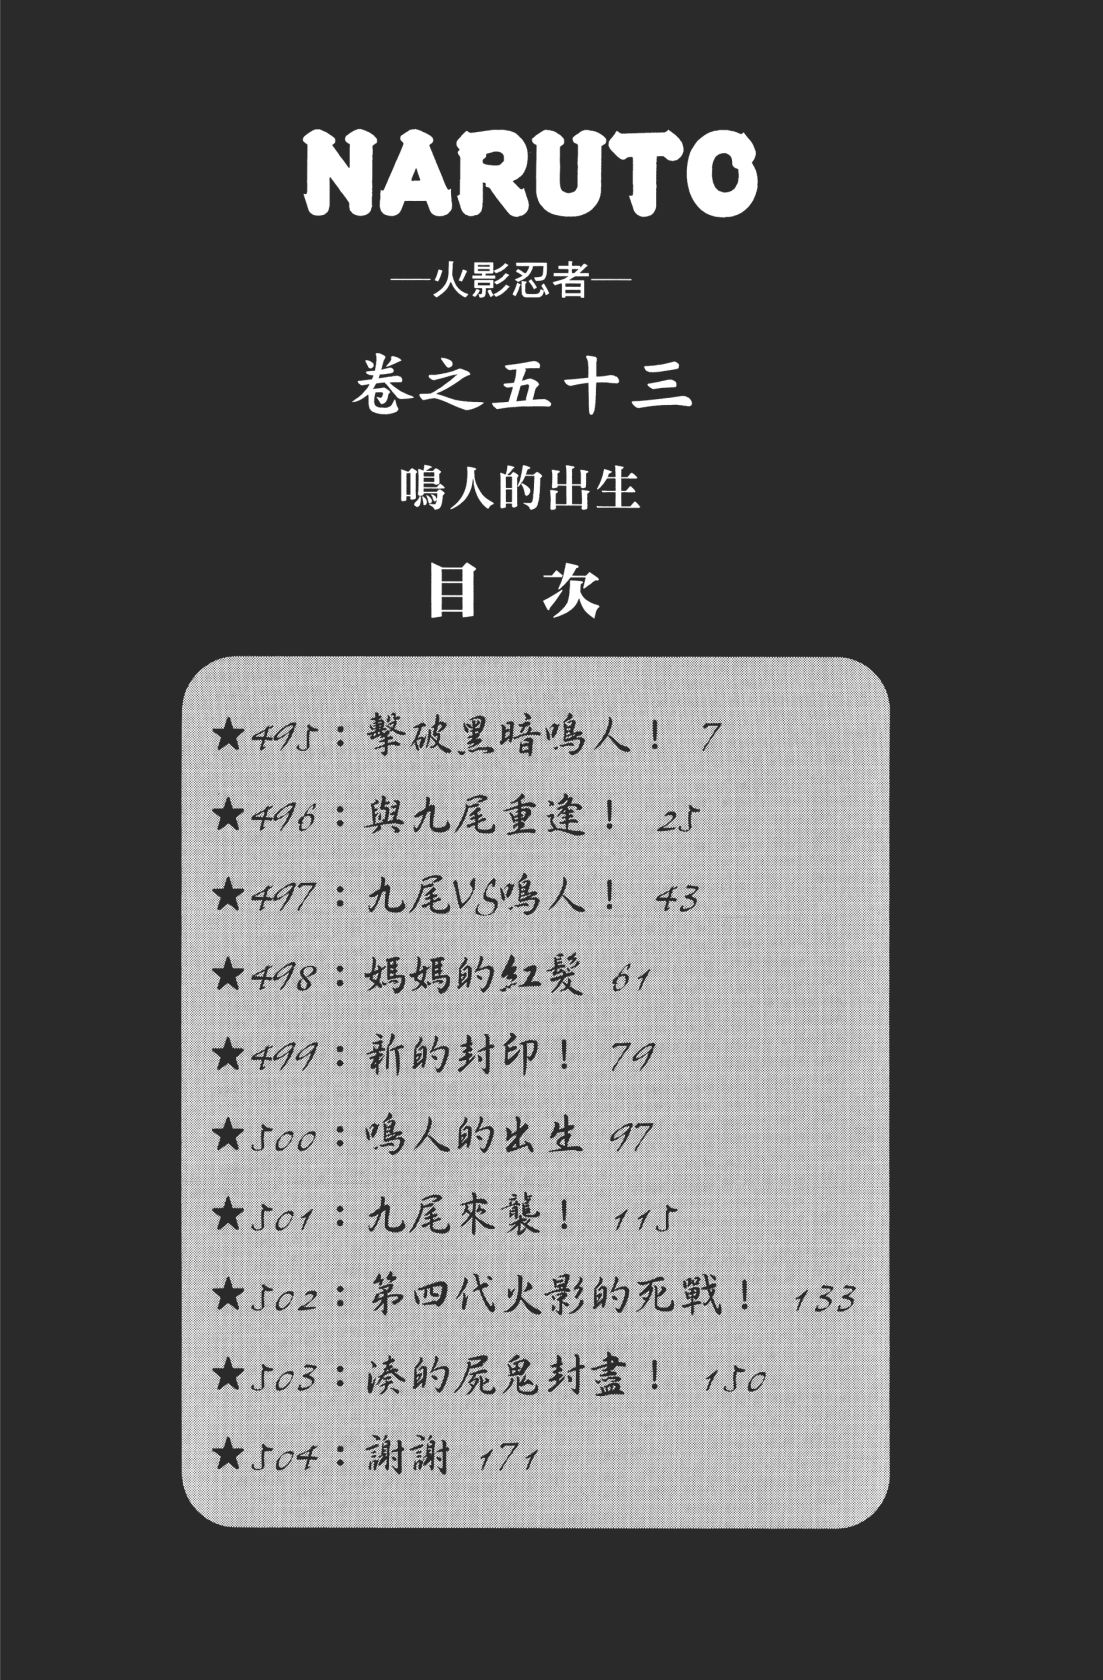 NARUTO
—火影忍者—
卷之五十三
鳴人的出生
目 次
★495：擊破黑暗鳴人！ 7
★496：與九尾重逢！ 25
★497：九尾VS鳴人！ 43
★498：媽媽的紅髮 61
★499：新的封印！ 79
★500：鳴人的出生 97
★501：九尾來襲！ 115
★502：第四代火影的死戰！ 133
★503：湊的屍鬼封盡！ 150
★504：謝謝 171